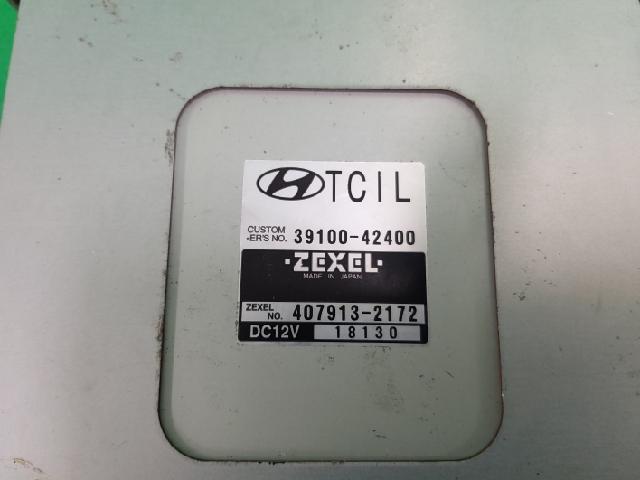 TCIL
CUSTOM
-ER'S NO. 39100-42400
·ZEXEL·
MADE IN JAPAN
ZEXEL
NO. 407913-2172
DC12V 18130